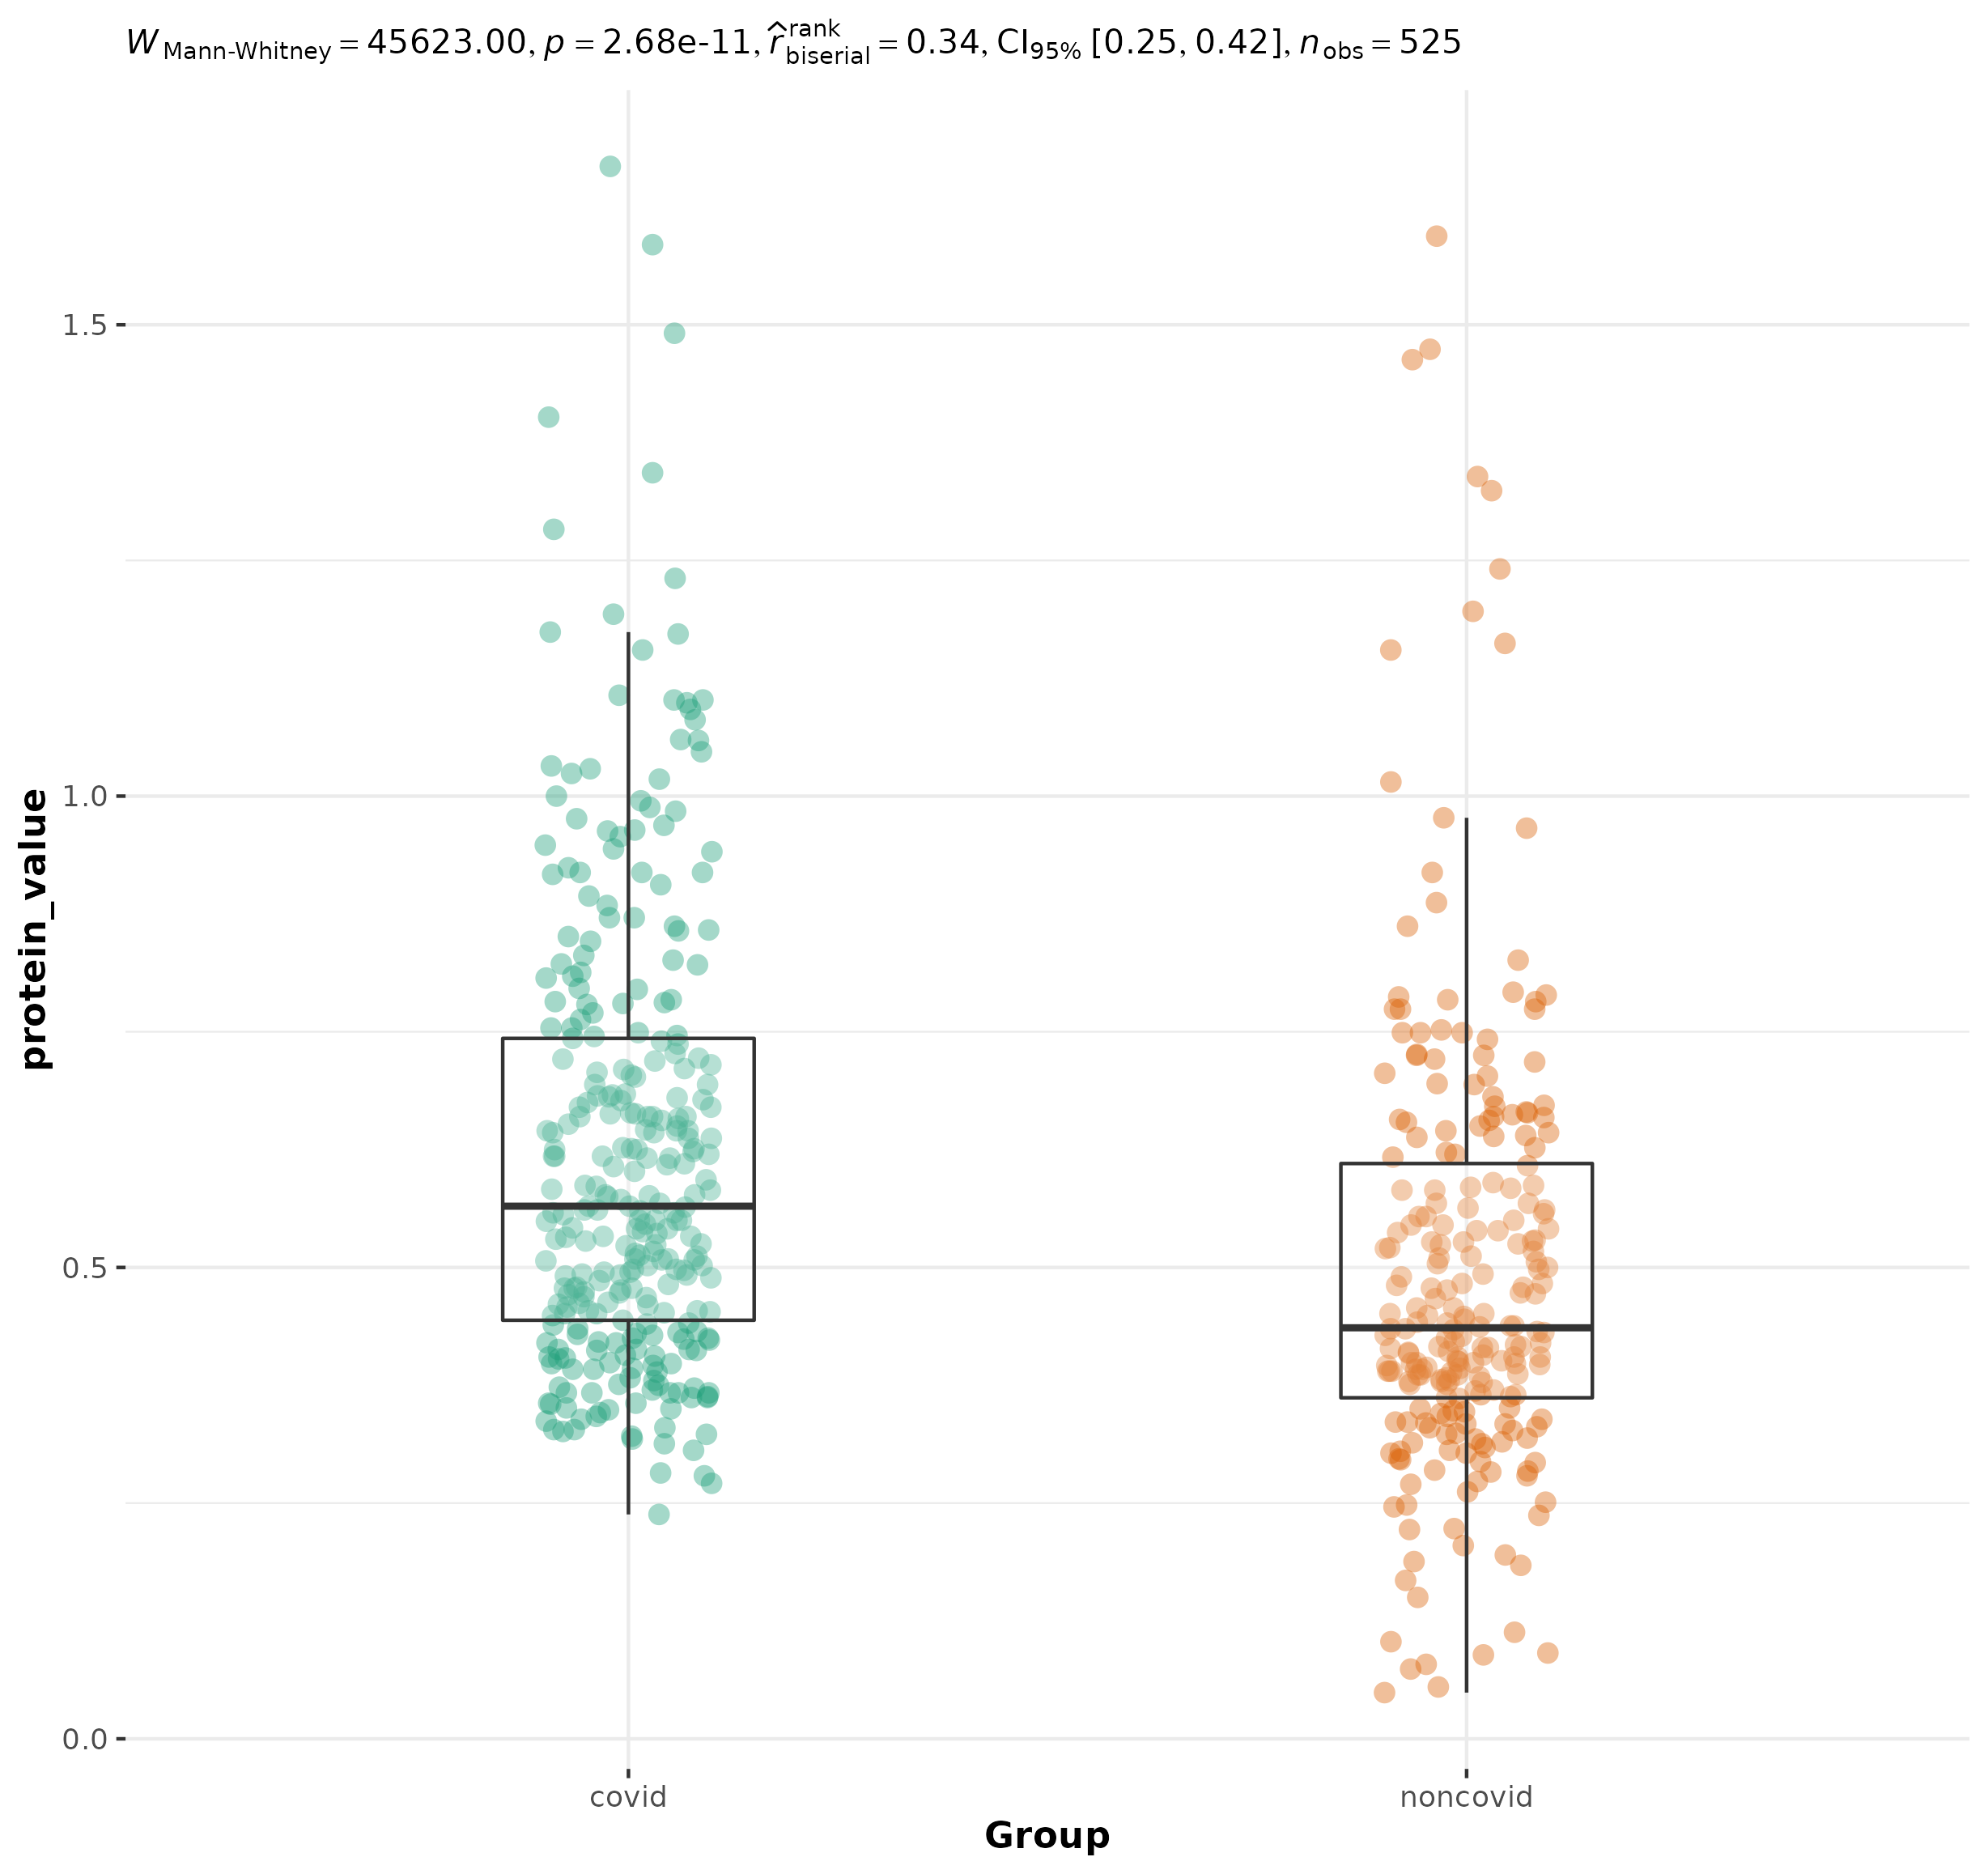 W Mann-Whitney = 45623.00, p = 2.68e-11, r̂ rank biserial = 0.34, CI95% [0.25, 0.42], n obs = 525
protein_value
1.5
1.0
0.5
0.0
covid noncovid
Group